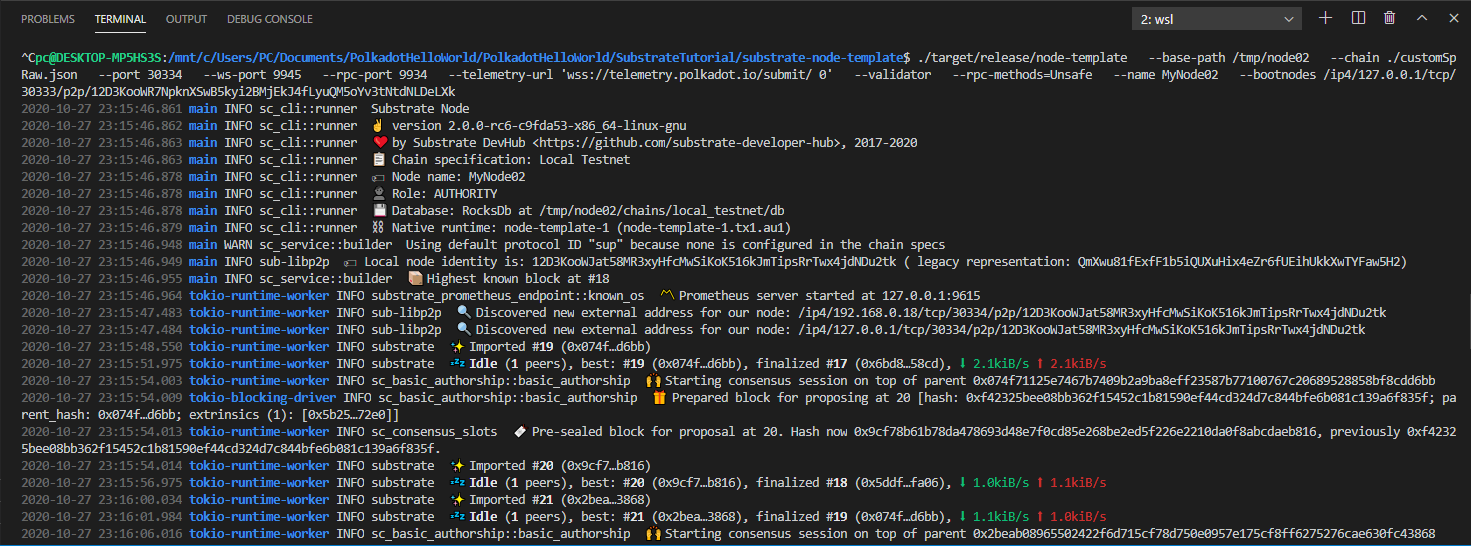 PROBLEMS TERMINAL OUTPUT DEBUG CONSOLE 2: wsl
^Cpc@DESKTOP-MP5HS3S:/mnt/c/Users/PC/Documents/PolkadotHelloWorld/PolkadotHelloWorld/SubstrateTutorial/substrate-node-template$ ./target/release/node-template --base-path /tmp/node02 --chain ./customSp
Raw.json --port 30334 --ws-port 9945 --rpc-port 9934 --telemetry-url 'wss://telemetry.polkadot.io/submit/ 0' --validator --rpc-methods=Unsafe --name MyNode02 --bootnodes /ip4/127.0.0.1/tcp/
30333/p2p/12D3KooWR7NpknXSwB5kyi2BMjEkJ4fLyuQM5oYv3tNtdNLDeLXk
2020-10-27 23:15:46.861 main INFO sc_cli::runner Substrate Node
2020-10-27 23:15:46.862 main INFO sc_cli::runner ✌️ version 2.0.0-rc6-c9fda53-x86_64-linux-gnu
2020-10-27 23:15:46.863 main INFO sc_cli::runner ❤️ by Substrate DevHub <https://github.com/substrate-developer-hub>, 2017-2020
2020-10-27 23:15:46.863 main INFO sc_cli::runner 📋 Chain specification: Local Testnet
2020-10-27 23:15:46.878 main INFO sc_cli::runner 🏷 Node name: MyNode02
2020-10-27 23:15:46.878 main INFO sc_cli::runner 👤 Role: AUTHORITY
2020-10-27 23:15:46.878 main INFO sc_cli::runner 💾 Database: RocksDb at /tmp/node02/chains/local_testnet/db
2020-10-27 23:15:46.879 main INFO sc_cli::runner ⛓ Native runtime: node-template-1 (node-template-1.tx1.au1)
2020-10-27 23:15:46.948 main WARN sc_service::builder Using default protocol ID "sup" because none is configured in the chain specs
2020-10-27 23:15:46.949 main INFO sub-libp2p 🏷 Local node identity is: 12D3KooWJat58MR3xyHfcMwSiKoK516kJmTipsRrTwx4jdNDu2tk ( legacy representation: QmXwu81fExfF1b5iQUXuHix4eZr6fUEihUkkXwTYFaw5H2)
2020-10-27 23:15:46.955 main INFO sc_service::builder 📦 Highest known block at #18
2020-10-27 23:15:46.964 tokio-runtime-worker INFO substrate_prometheus_endpoint::known_os 〽️ Prometheus server started at 127.0.0.1:9615
2020-10-27 23:15:47.483 tokio-runtime-worker INFO sub-libp2p 🔍 Discovered new external address for our node: /ip4/192.168.0.18/tcp/30334/p2p/12D3KooWJat58MR3xyHfcMwSiKoK516kJmTipsRrTwx4jdNDu2tk
2020-10-27 23:15:47.484 tokio-runtime-worker INFO sub-libp2p 🔍 Discovered new external address for our node: /ip4/127.0.0.1/tcp/30334/p2p/12D3KooWJat58MR3xyHfcMwSiKoK516kJmTipsRrTwx4jdNDu2tk
2020-10-27 23:15:48.550 tokio-runtime-worker INFO substrate ✨ Imported #19 (0x074f…d6bb)
2020-10-27 23:15:51.975 tokio-runtime-worker INFO substrate 💤 Idle (1 peers), best: #19 (0x074f…d6bb), finalized #17 (0x6bd8…58cd), ⬇ 2.1kiB/s ⬆ 2.1kiB/s
2020-10-27 23:15:54.003 tokio-runtime-worker INFO sc_basic_authorship::basic_authorship 🙌 Starting consensus session on top of parent 0x074f71125e7467b7409b2a9ba8eff23587b77100767c20689528858bf8cdd6bb
2020-10-27 23:15:54.009 tokio-blocking-driver INFO sc_basic_authorship::basic_authorship 🎁 Prepared block for proposing at 20 [hash: 0xf42325bee08bb362f15452c1b81590ef44cd324d7c844bfe6b081c139a6f835f; pa
rent_hash: 0x074f…d6bb; extrinsics (1): [0x5b25…72e0]]
2020-10-27 23:15:54.013 tokio-runtime-worker INFO sc_consensus_slots 🔖 Pre-sealed block for proposal at 20. Hash now 0x9cf78b61b78da478693d48e7f0cd85e268be2ed5f226e2210da0f8abcdaeb816, previously 0xf4232
5bee08bb362f15452c1b81590ef44cd324d7c844bfe6b081c139a6f835f.
2020-10-27 23:15:54.014 tokio-runtime-worker INFO substrate ✨ Imported #20 (0x9cf7…b816)
2020-10-27 23:15:56.975 tokio-runtime-worker INFO substrate 💤 Idle (1 peers), best: #20 (0x9cf7…b816), finalized #18 (0x5ddf…fa06), ⬇ 1.0kiB/s ⬆ 1.1kiB/s
2020-10-27 23:16:00.034 tokio-runtime-worker INFO substrate ✨ Imported #21 (0x2bea…3868)
2020-10-27 23:16:01.984 tokio-runtime-worker INFO substrate 💤 Idle (1 peers), best: #21 (0x2bea…3868), finalized #19 (0x074f…d6bb), ⬇ 1.1kiB/s ⬆ 1.0kiB/s
2020-10-27 23:16:06.016 tokio-runtime-worker INFO sc_basic_authorship::basic_authorship 🙌 Starting consensus session on top of parent 0x2beab08965502422f6d715cf78d750e0957e175cf8ff6275276cae630fc43868